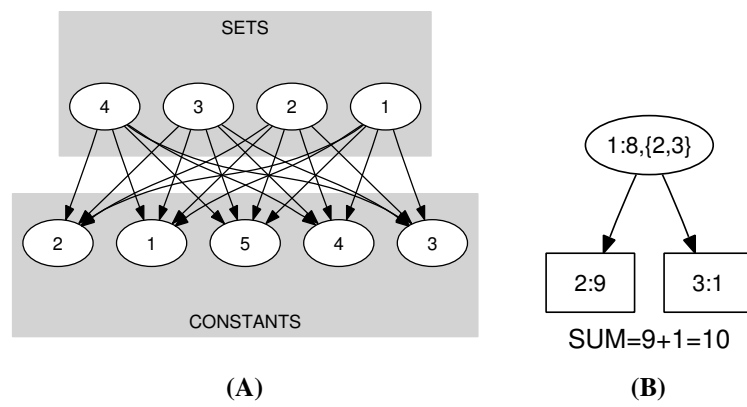 SETS
4 3 2 1
2 1 5 4 3
CONSTANTS
(A)
1:8,{2,3}
2:9 3:1
SUM=9+1=10
(B)